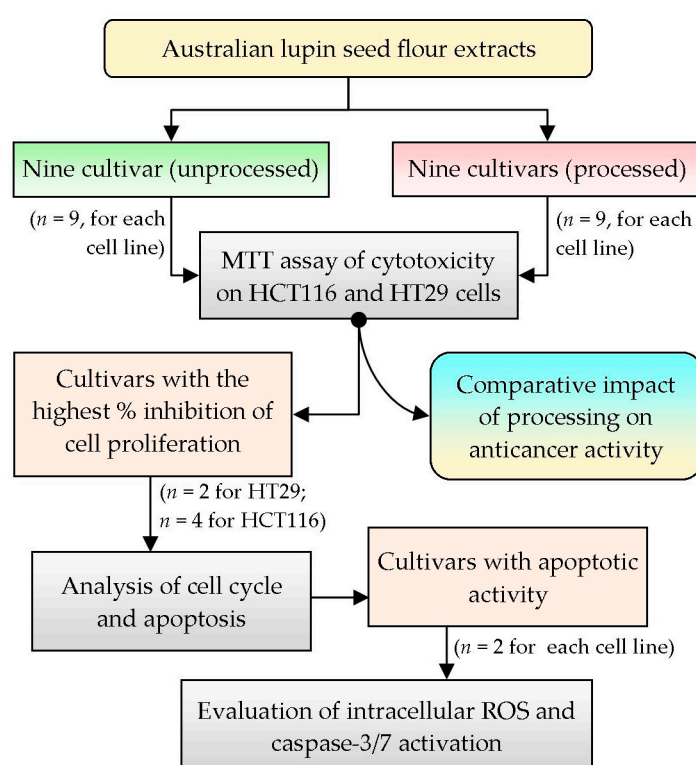 Australian lupin seed flour extracts
Nine cultivar (unprocessed)
Nine cultivars (processed)
(n = 9, for each
cell line)
(n = 9, for each
cell line)
MTT assay of cytotoxicity
on HCT116 and HT29 cells
Cultivars with the
highest % inhibition of
cell proliferation
Comparative impact
of processing on
anticancer activity
(n = 2 for HT29;
n = 4 for HCT116)
Analysis of cell cycle
and apoptosis
Cultivars with apoptotic
activity
(n = 2 for each cell line)
Evaluation of intracellular ROS and
caspase-3/7 activation